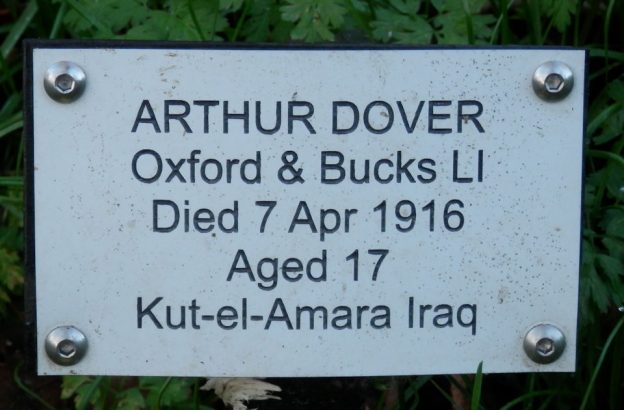 ARTHUR DOVER
Oxford & Bucks LI
Died 7 Apr 1916
Aged 17
Kut-el-Amara Iraq